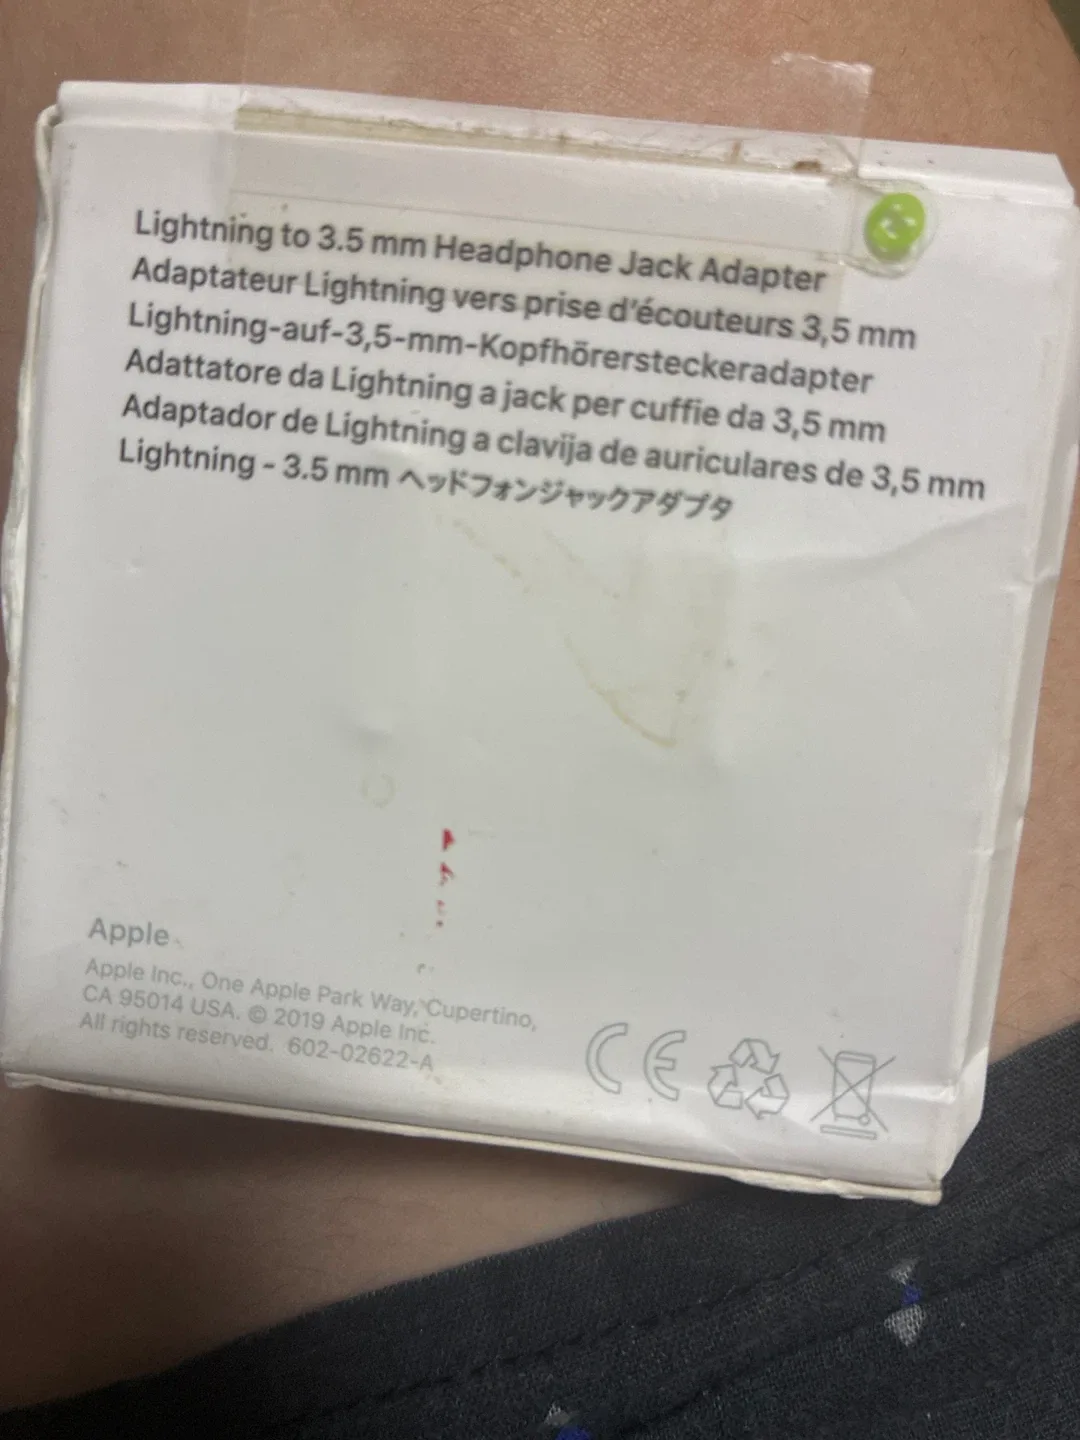 Lightning to 3.5 mm Headphone Jack Adapter
Adaptateur Lightning vers prise d'écouteurs 3,5 mm
Lightning-auf-3,5-mm-Kopfhörersteckeradapter
Adattatore da Lightning a jack per cuffie da 3,5 mm
Adaptador de Lightning a clavija de auriculares de 3,5 mm
Lightning - 3.5 mm ヘッドフォンジャックアダプタ
Apple
Apple Inc., One Apple Park Way, Cupertino,
CA 95014 USA. © 2019 Apple Inc.
All rights reserved. 602-02622-A
CE